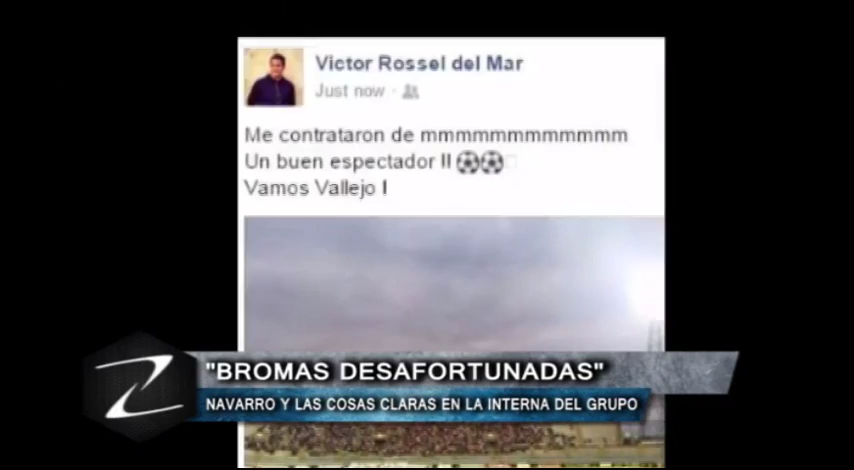 Victor Rossel del Mar
Just now ·
Me contrataron de mmmmmmmmmmmm
Un buen espectador !! ⚽⚽
Vamos Vallejo !
"BROMAS DESAFORTUNADAS"
NAVARRO Y LAS COSAS CLARAS EN LA INTERNA DEL GRUPO